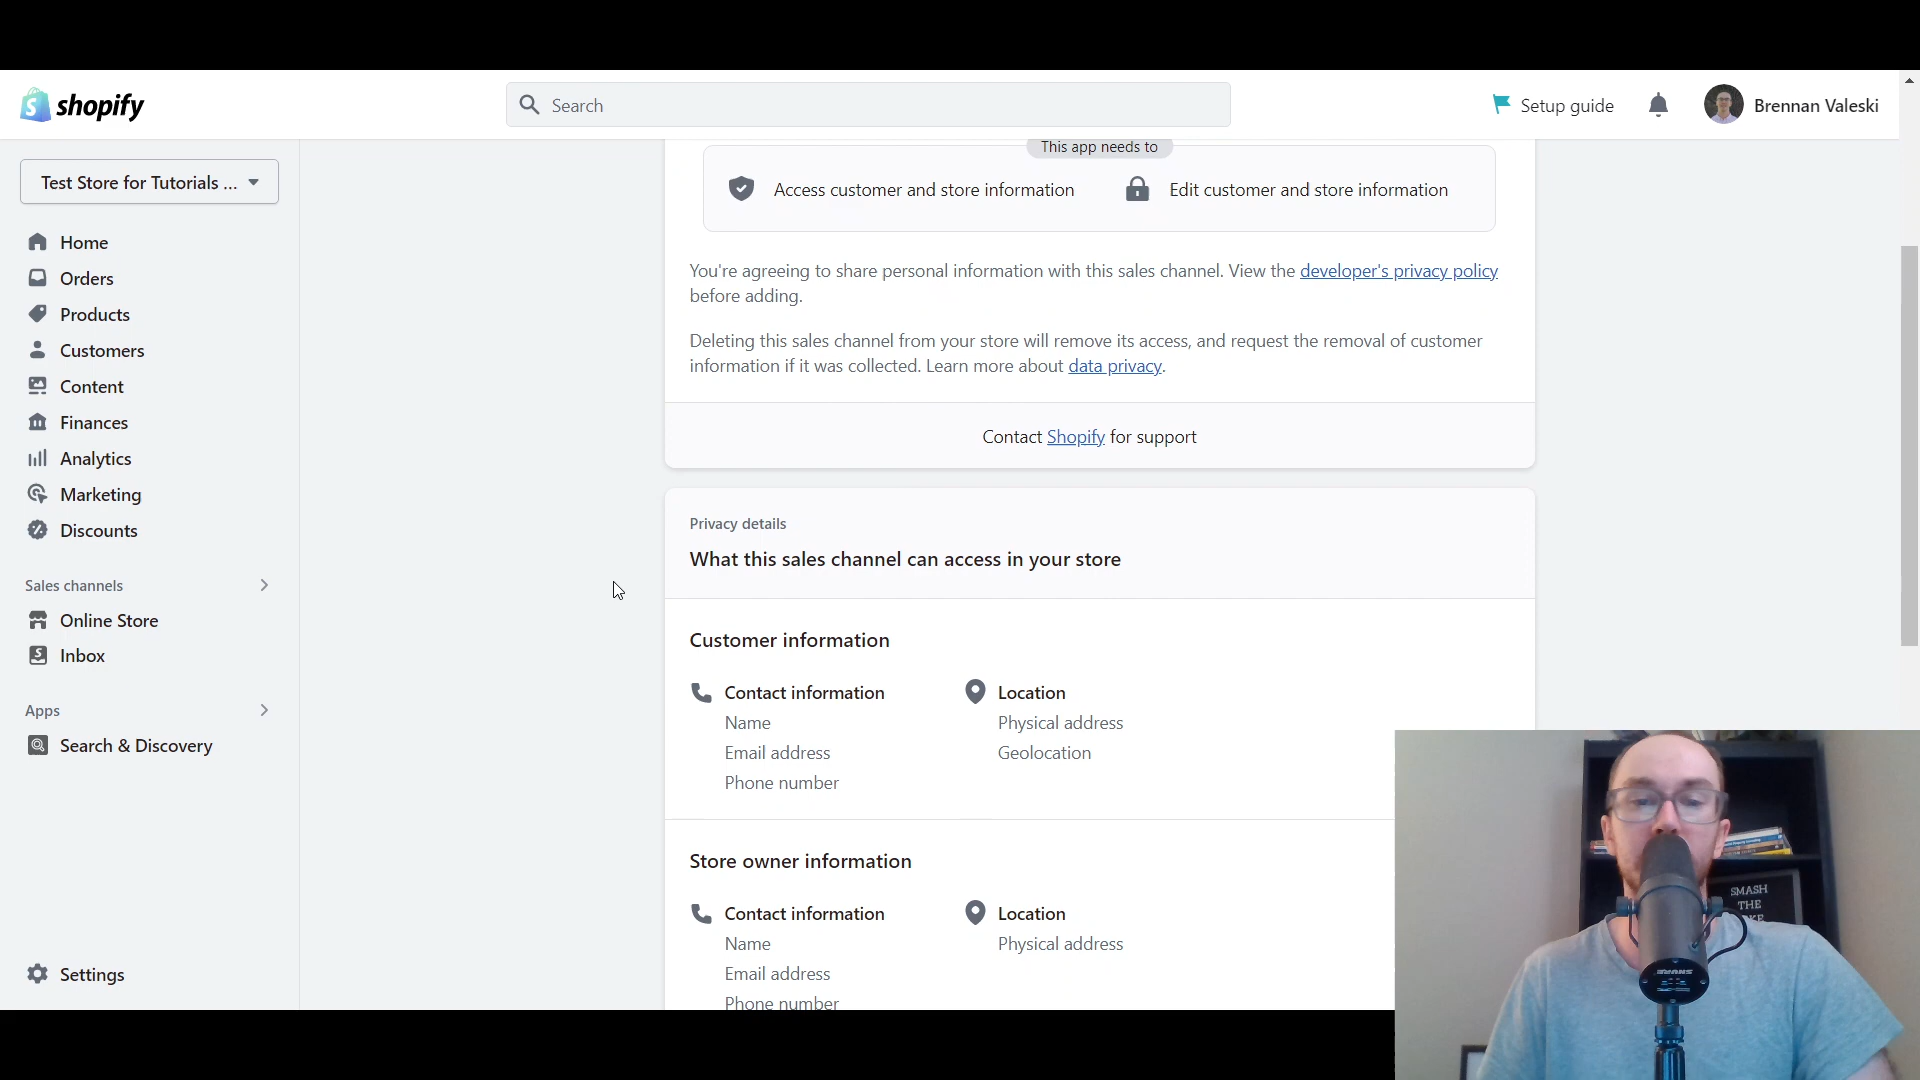 shopify
Search
Setup guide
Brennan Valeski
Test Store for Tutorials ...
Home
Orders
Products
Customers
Content
Finances
Analytics
Marketing
Discounts
Sales channels
Online Store
Inbox
Apps
Search & Discovery
Settings
This app needs to
Access customer and store information
Edit customer and store information
You're agreeing to share personal information with this sales channel. View the developer's privacy policy
before adding.
Deleting this sales channel from your store will remove its access, and request the removal of customer
information if it was collected. Learn more about data privacy.
Contact Shopify for support
Privacy details
What this sales channel can access in your store
Customer information
Contact information
Name
Email address
Phone number
Location
Physical address
Geolocation
Store owner information
Contact information
Name
Email address
Phone number
Location
Physical address
SMASH
THE
SHURE